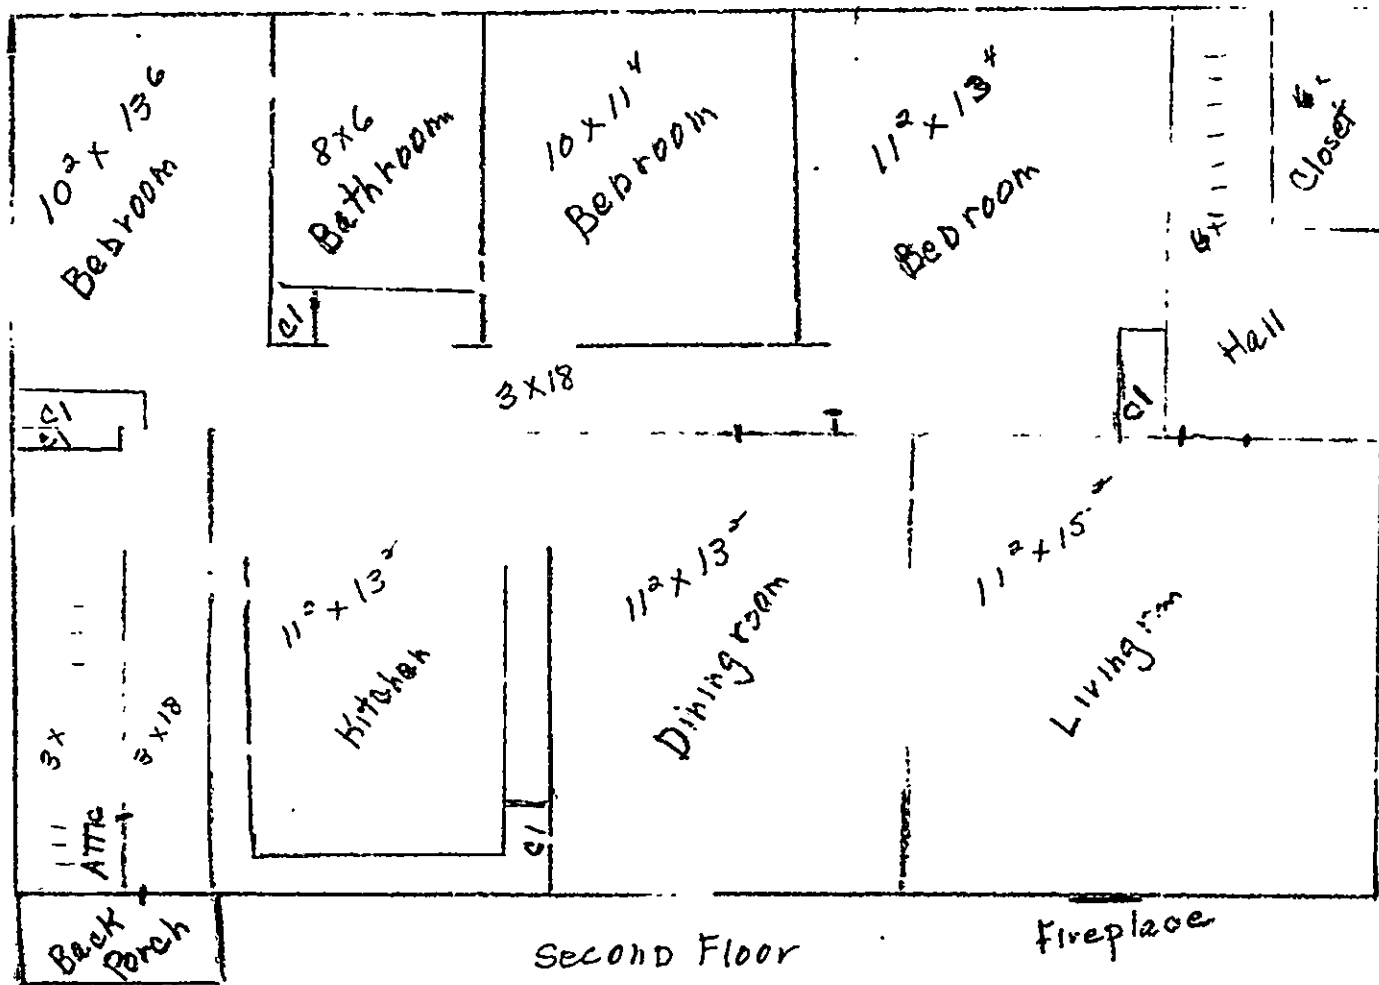 10² x 13⁶
Bedroom
8x6
Bathroom
10 x 11⁴
Bedroom
11² x 13⁴
Bedroom
Closet
Hall
Cl
3 x 18
Cl
Cl
Cl
11² x 13²
Kitchen
11² x 13²
Dining room
11² x 15²
Living rm
3 x
3 x 18
Attic
Cl
Back
Porch
Second Floor
Fireplace